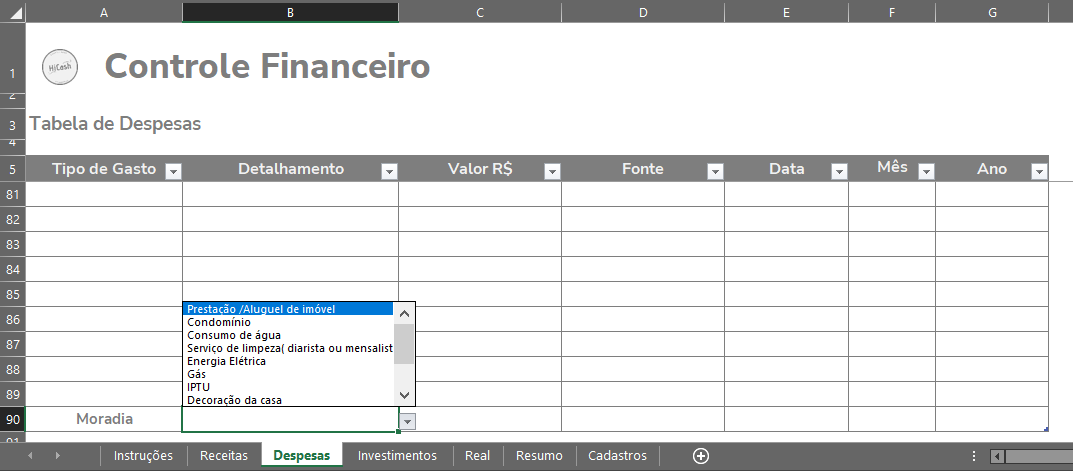 A B C D E F G
1 HiCash Controle Financeiro
2
3 Tabela de Despesas
4
5 Tipo de Gasto Detalhamento Valor R$ Fonte Data Mês Ano
81
82
83
84
85
86 Prestação /Aluguel de imóvel
Condomínio
87 Consumo de água
Serviço de limpeza( diarista ou mensalist
88 Energia Elétrica
Gás
89 IPTU
Decoração da casa
90 Moradia
91
Instruções Receitas Despesas Investimentos Real Resumo Cadastros